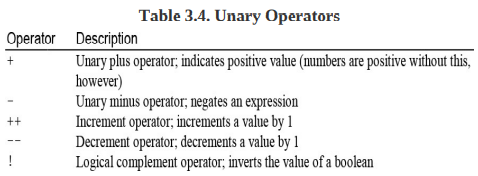 Table 3.4. Unary Operators
Operator Description
+ Unary plus operator; indicates positive value (numbers are positive without this,
however)
- Unary minus operator; negates an expression
++ Increment operator; increments a value by 1
-- Decrement operator; decrements a value by 1
! Logical complement operator; inverts the value of a boolean